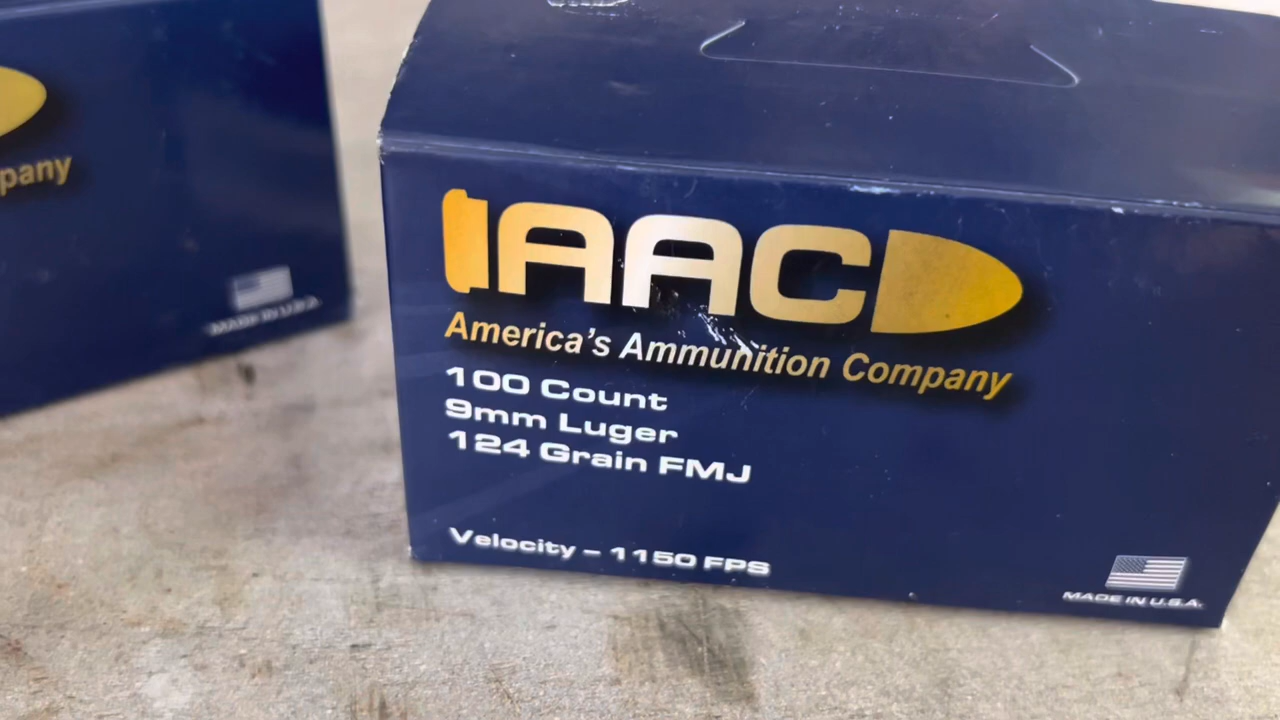 pany
MADE IN U.S.A.
AAC
America's Ammunition Company
100 Count
9mm Luger
124 Grain FMJ
Velocity – 1150 FPS
MADE IN U.S.A.